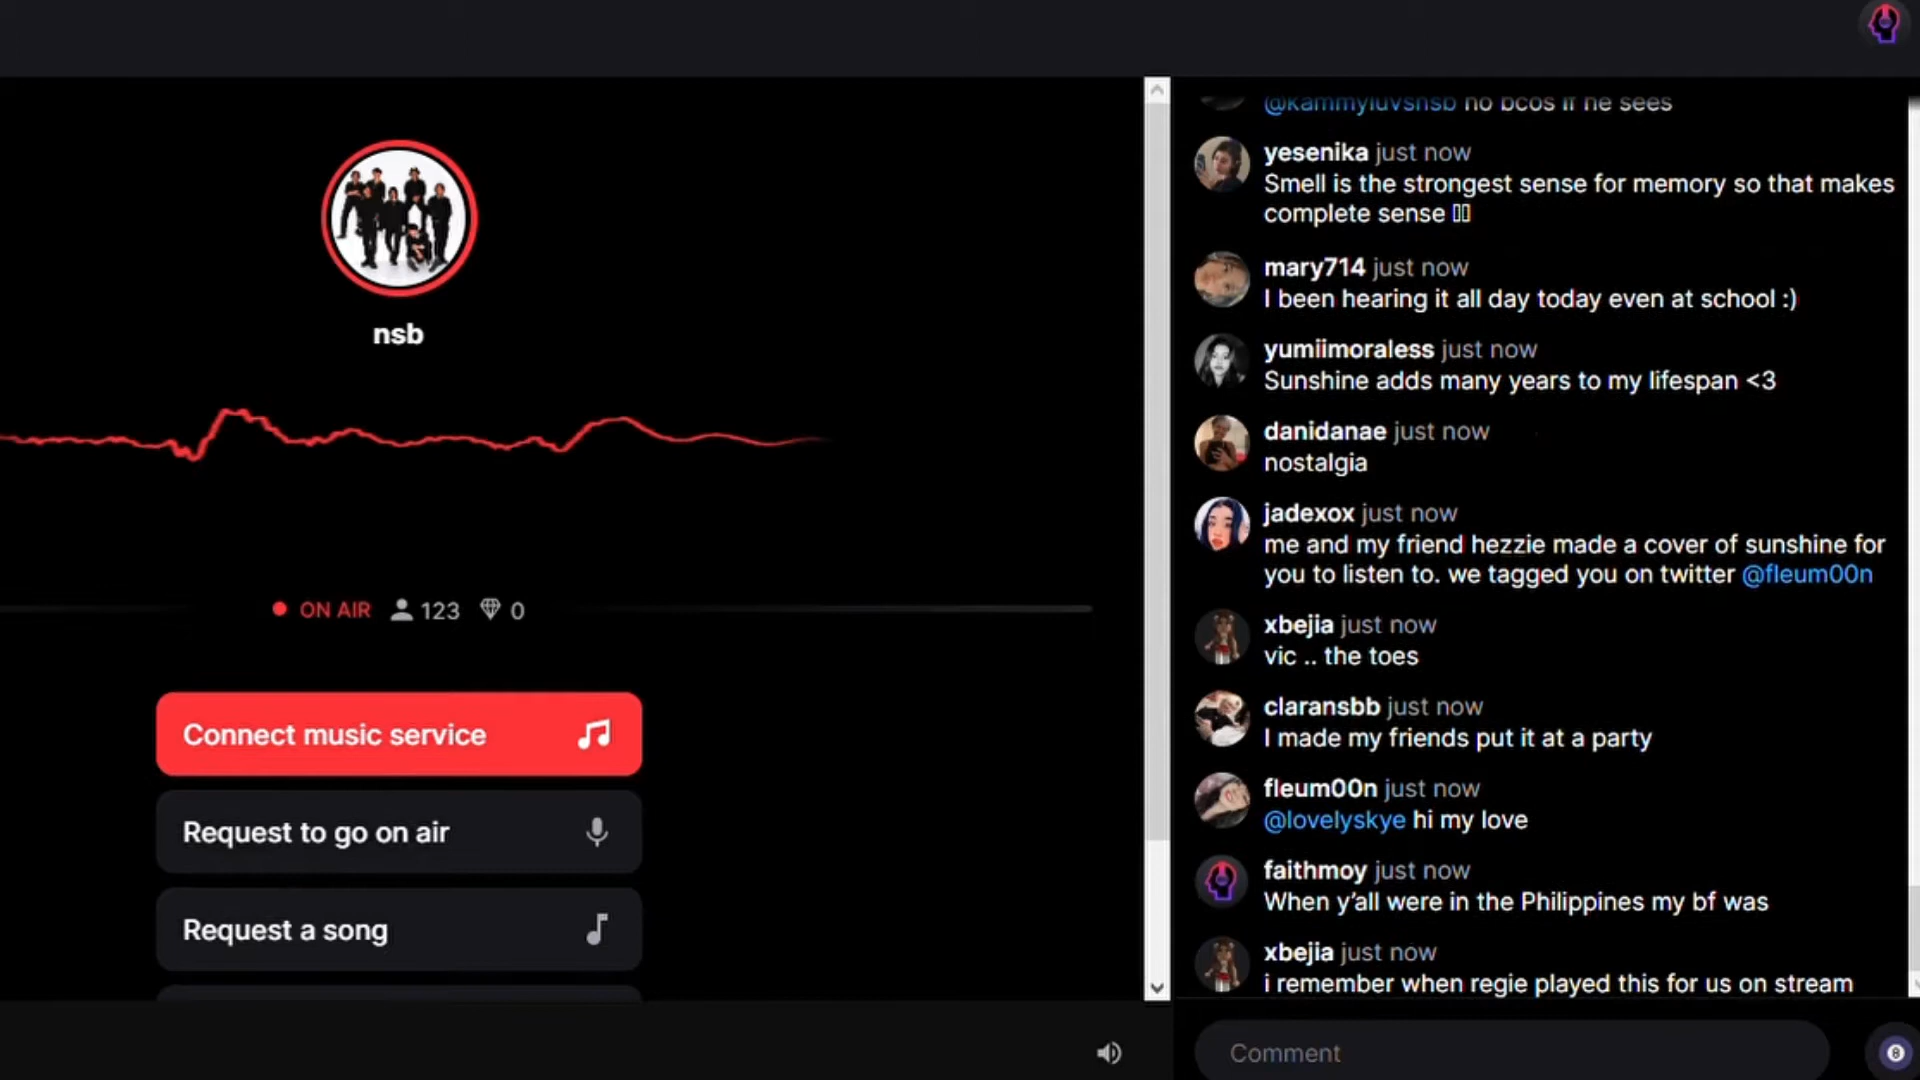 nsb
ON AIR 123 0
Connect music service
Request to go on air
Request a song
@kammyluvsnsb no bcos if he sees
yesenika just now
Smell is the strongest sense for memory so that makes
complete sense
mary714 just now
I been hearing it all day today even at school :)
yumiimoraless just now
Sunshine adds many years to my lifespan <3
danidanae just now
nostalgia
jadexox just now
me and my friend hezzie made a cover of sunshine for
you to listen to. we tagged you on twitter @fleum00n
xbejia just now
vic .. the toes
claransbb just now
I made my friends put it at a party
fleum00n just now
@lovelyskye hi my love
faithmoy just now
When y’all were in the Philippines my bf was
xbejia just now
i remember when regie played this for us on stream
Comment
8